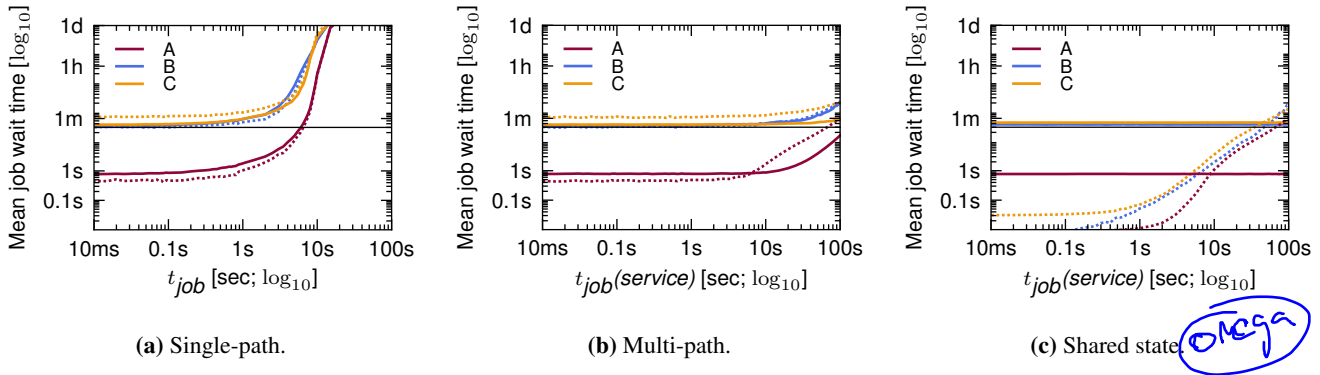 Mean job wait time [log10]
1d
1h
1m
1s
0.1s
A
B
C
10ms 0.1s 1s 10s 100s
tjob [sec; log10]
(a) Single-path.
Mean job wait time [log10]
1d
1h
1m
1s
0.1s
A
B
C
10ms 0.1s 1s 10s 100s
tjob(service) [sec; log10]
(b) Multi-path.
Mean job wait time [log10]
1d
1h
1m
1s
0.1s
A
B
C
10ms 0.1s 1s 10s 100s
tjob(service) [sec; log10]
(c) Shared state.
omega